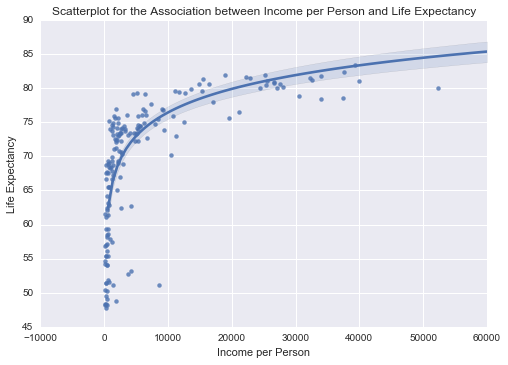 Scatterplot for the Association between Income per Person and Life Expectancy
90
85
80
75
70
65
60
55
50
45
Life Expectancy
−10000 0 10000 20000 30000 40000 50000 60000
Income per Person